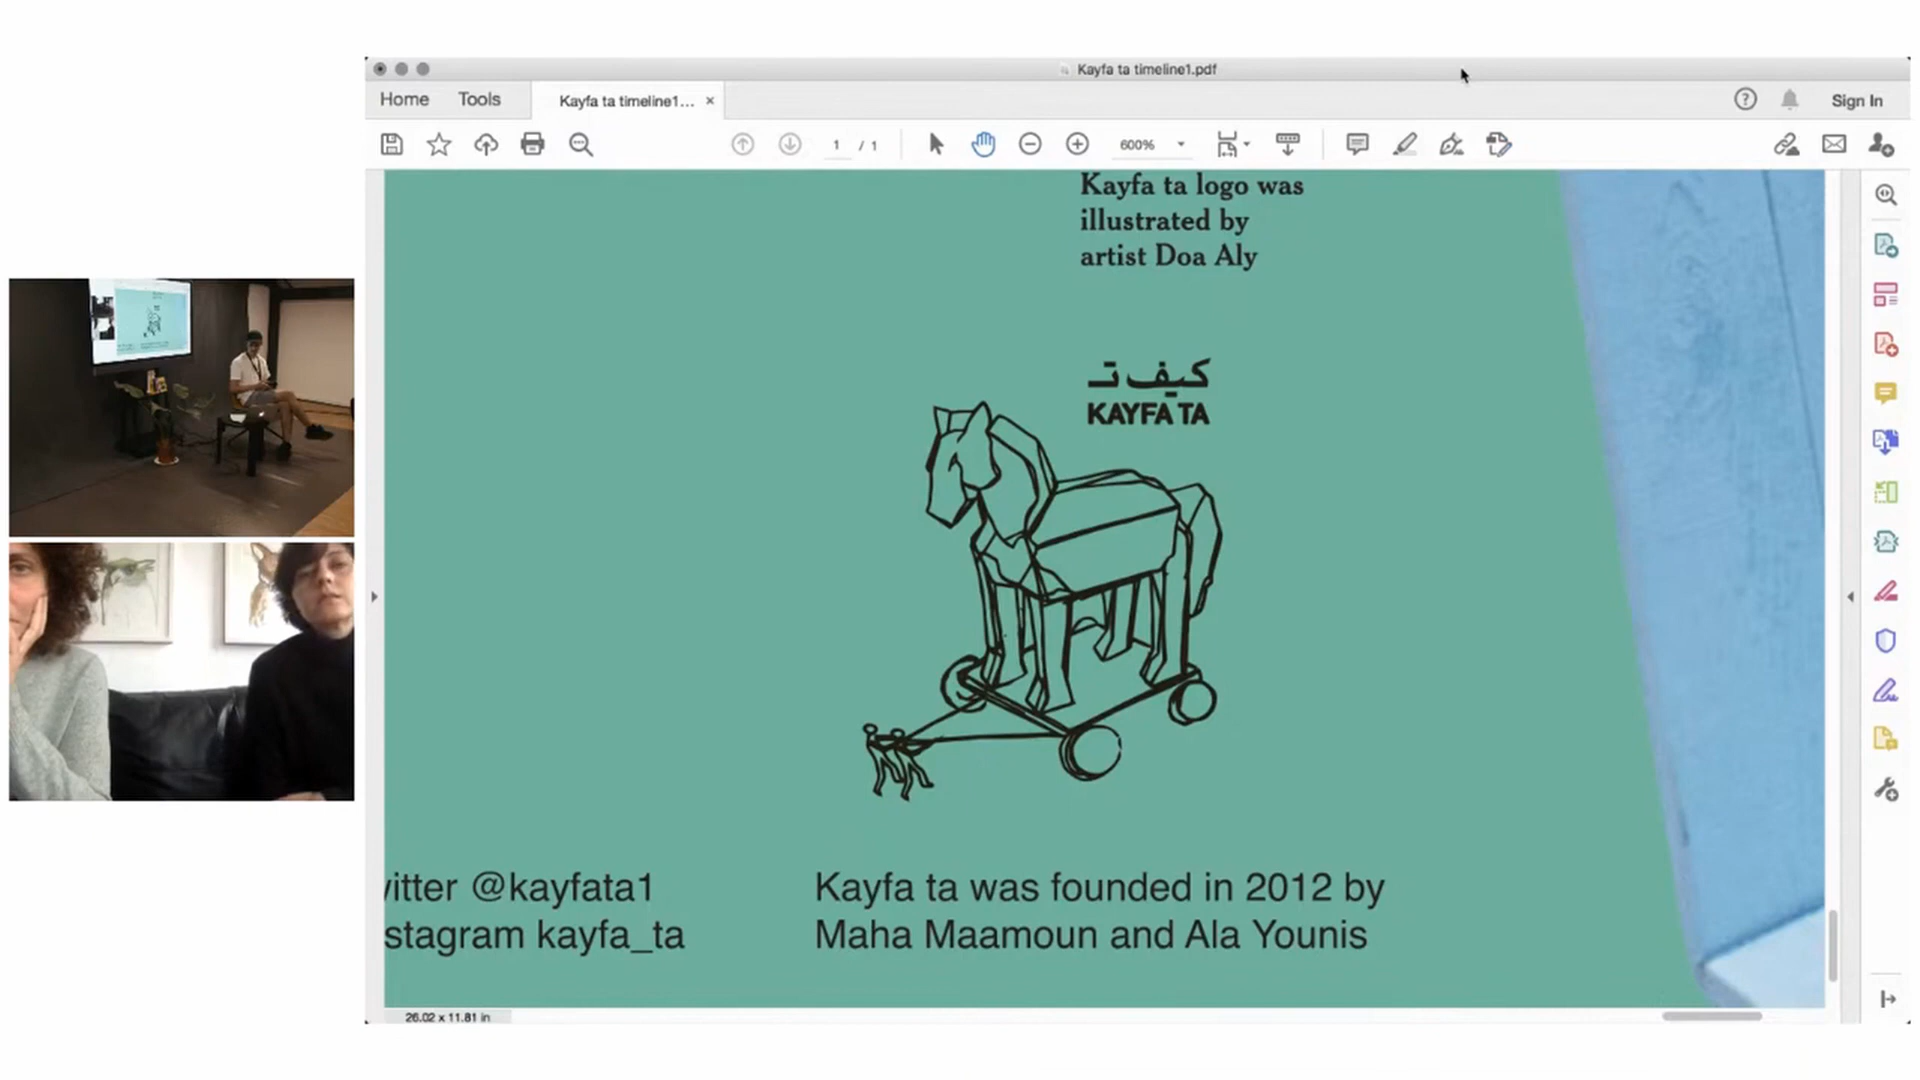 Kayfa ta timeline1.pdf
Home
Tools
Kayfa ta timeline1...
Sign In
1 / 1
600%
Kayfa ta logo was
illustrated by
artist Doa Aly
كيف تـ
KAYFA TA
itter @kayfata1
stagram kayfa_ta
Kayfa ta was founded in 2012 by
Maha Maamoun and Ala Younis
26.02 x 11.81 in